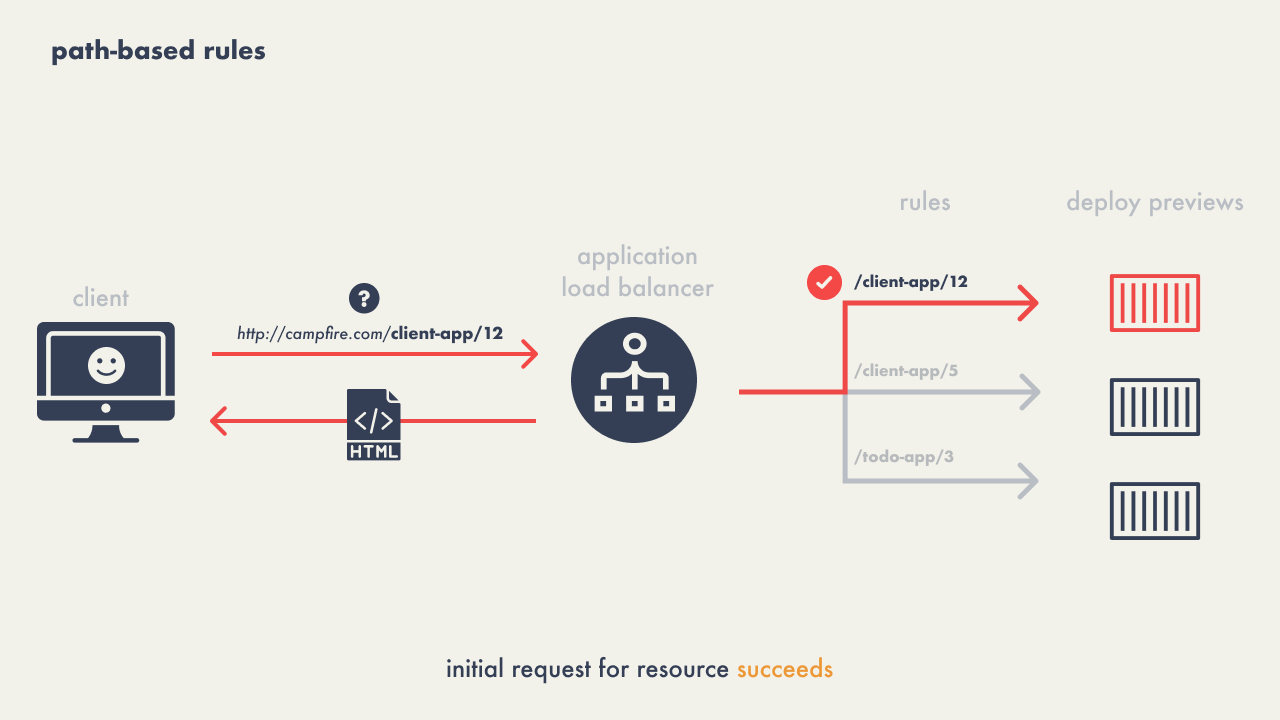 path-based rules
rules
deploy previews
application
load balancer
client
?
/client-app/12
http://campfire.com/client-app/12
/client-app/5
</>
HTML
/todo-app/3
initial request for resource succeeds